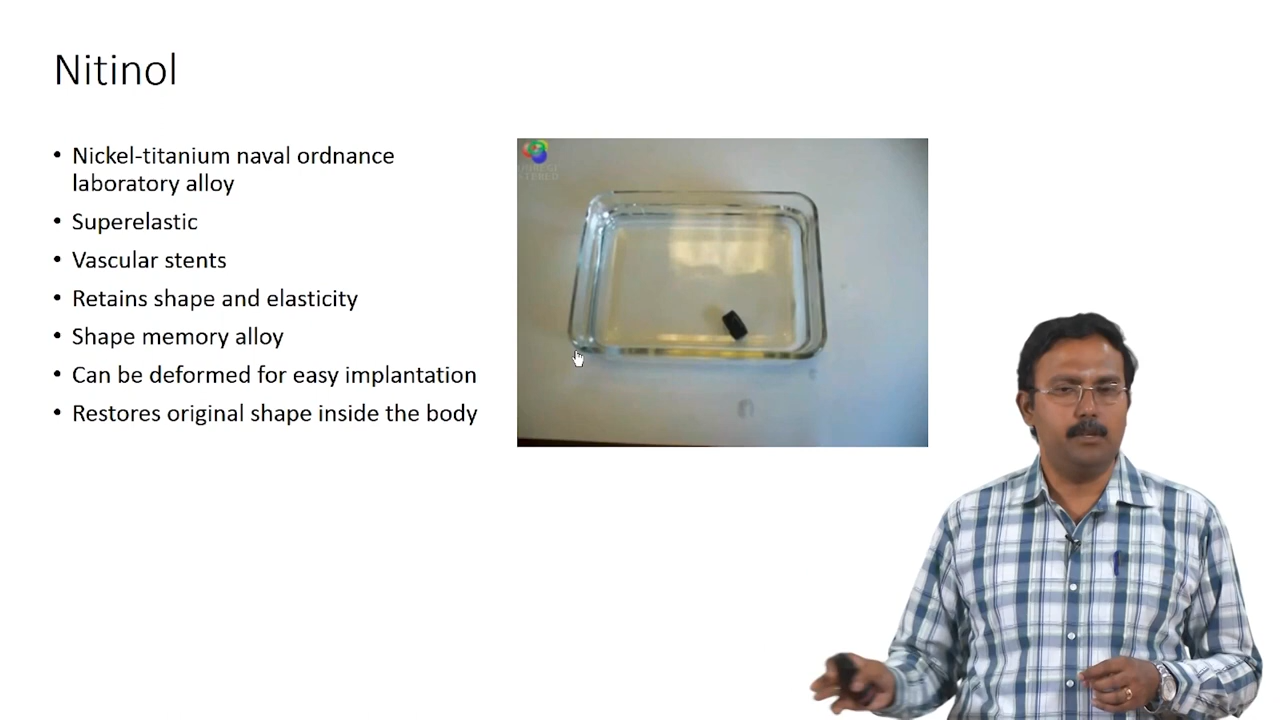 Nitinol
• Nickel-titanium naval ordnance
laboratory alloy
• Superelastic
• Vascular stents
• Retains shape and elasticity
• Shape memory alloy
• Can be deformed for easy implantation
• Restores original shape inside the body